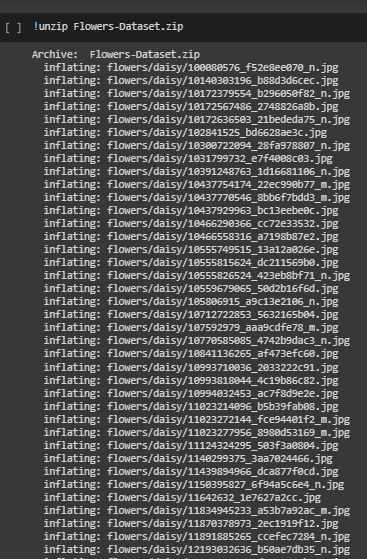 [ ] !unzip Flowers-Dataset.zip
Archive:  Flowers-Dataset.zip
inflating: flowers/daisy/100080576_f52e8ee070_n.jpg
inflating: flowers/daisy/10140303196_b88d3d6cec.jpg
inflating: flowers/daisy/10172379554_b296050f82_n.jpg
inflating: flowers/daisy/10172567486_2748826a8b.jpg
inflating: flowers/daisy/10172636503_21bededa75_n.jpg
inflating: flowers/daisy/102841525_bd6628ae3c.jpg
inflating: flowers/daisy/10300722094_28fa978807_n.jpg
inflating: flowers/daisy/1031799732_e7f4008c03.jpg
inflating: flowers/daisy/10391248763_1d16681106_n.jpg
inflating: flowers/daisy/10437754174_22ec990b77_m.jpg
inflating: flowers/daisy/10437770546_8bb6f7bdd3_m.jpg
inflating: flowers/daisy/10437929963_bc13eebe0c.jpg
inflating: flowers/daisy/10466290366_cc72e33532.jpg
inflating: flowers/daisy/10466558316_a7198b87e2.jpg
inflating: flowers/daisy/10555749515_13a12a026e.jpg
inflating: flowers/daisy/10555815624_dc211569b0.jpg
inflating: flowers/daisy/10555826524_423eb8bf71_n.jpg
inflating: flowers/daisy/10559679065_50d2b16f6d.jpg
inflating: flowers/daisy/105806915_a9c13e2106_n.jpg
inflating: flowers/daisy/10712722853_5632165b04.jpg
inflating: flowers/daisy/107592979_aaa9cdfe78_m.jpg
inflating: flowers/daisy/10770585085_4742b9dac3_n.jpg
inflating: flowers/daisy/10841136265_af473efc60.jpg
inflating: flowers/daisy/10993710036_2033222c91.jpg
inflating: flowers/daisy/10993818044_4c19b86c82.jpg
inflating: flowers/daisy/10994032453_ac7f8d9e2e.jpg
inflating: flowers/daisy/11023214096_b5b39fab08.jpg
inflating: flowers/daisy/11023272144_fce94401f2_m.jpg
inflating: flowers/daisy/11023277956_8980d53169_m.jpg
inflating: flowers/daisy/11124324295_503f3a0804.jpg
inflating: flowers/daisy/1140299375_3aa7024466.jpg
inflating: flowers/daisy/11439894966_dca877f0cd.jpg
inflating: flowers/daisy/1150395827_6f94a5c6e4_n.jpg
inflating: flowers/daisy/11642632_1e7627a2cc.jpg
inflating: flowers/daisy/11834945233_a53b7a92ac_m.jpg
inflating: flowers/daisy/11870378973_2ec1919f12.jpg
inflating: flowers/daisy/11891885265_ccefec7284_n.jpg
inflating: flowers/daisy/12193032636_b50ae7db35_n.jpg